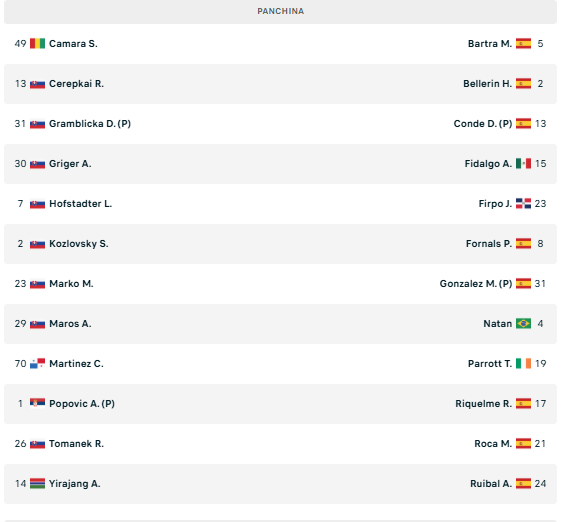 PANCHINA
49 Camara S. Bartra M. 5
13 Cerepkai R. Bellerin H. 2
31 Gramblicka D. (P) Conde D. (P) 13
30 Griger A. Fidalgo A. 15
7 Hofstadter L. Firpo J. 23
2 Kozlovsky S. Fornals P. 8
23 Marko M. Gonzalez M. (P) 31
29 Maros A. Natan 4
70 Martinez C. Parrott T. 19
1 Popovic A. (P) Riquelme R. 17
26 Tomanek R. Roca M. 21
14 Yirajang A. Ruibal A. 24